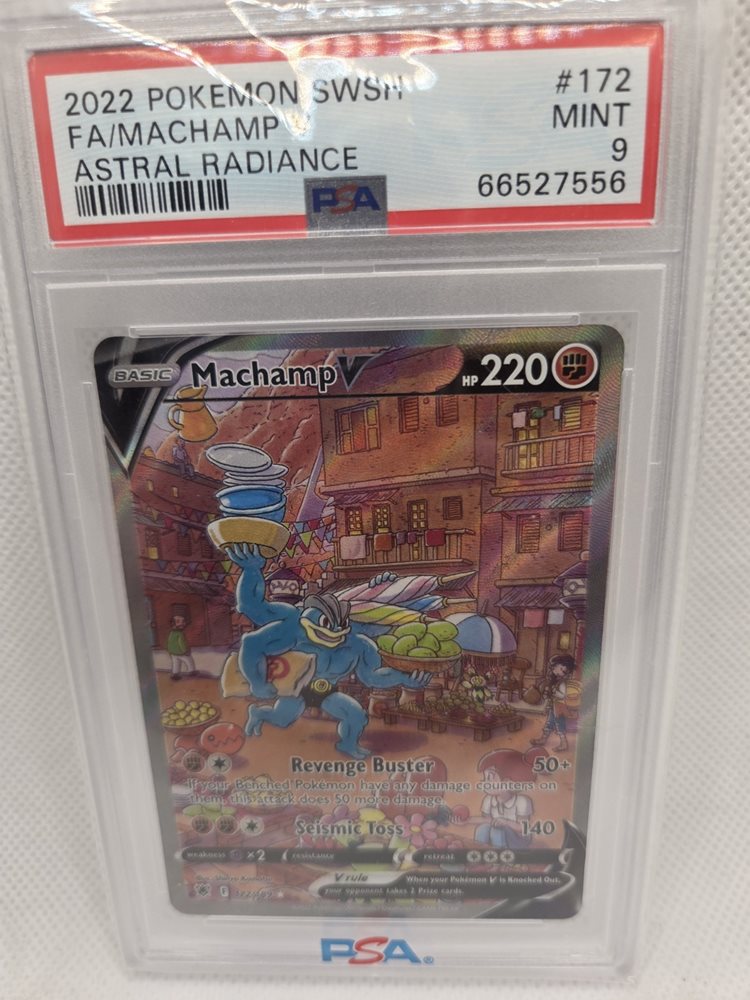 2022 POKEMON SWSH #172
FA/MACHAMP MINT
ASTRAL RADIANCE 9
PSA 66527556
BASIC Machamp V HP 220
Revenge Buster 50+
If your Benched Pokémon have any damage counters on
them, this attack does 50 more damage.
Seismic Toss 140
weakness ×2 resistance retreat
V rule When your Pokémon V is Knocked Out,
your opponent takes 2 Prize cards.
F 172/189
PSA